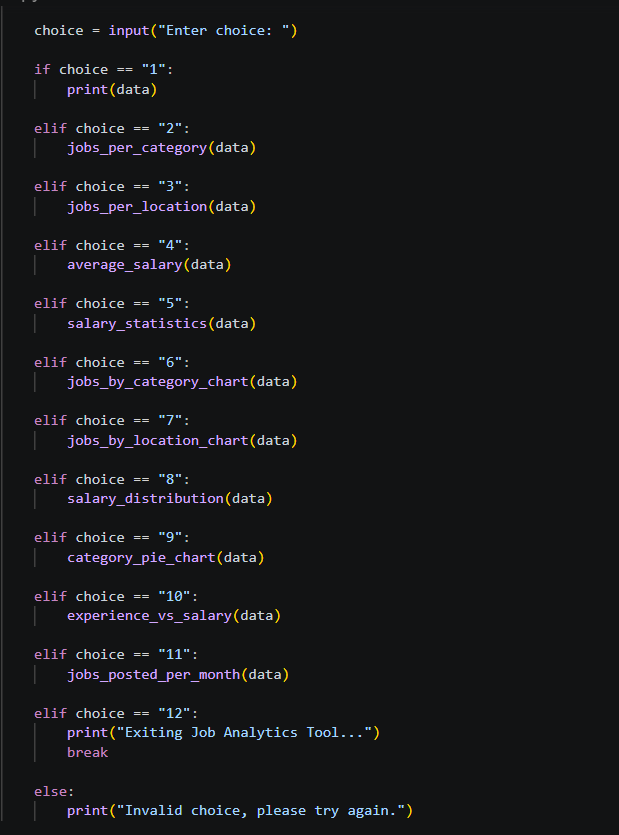 choice = input("Enter choice: ")
if choice == "1":
print(data)
elif choice == "2":
jobs_per_category(data)
elif choice == "3":
jobs_per_location(data)
elif choice == "4":
average_salary(data)
elif choice == "5":
salary_statistics(data)
elif choice == "6":
jobs_by_category_chart(data)
elif choice == "7":
jobs_by_location_chart(data)
elif choice == "8":
salary_distribution(data)
elif choice == "9":
category_pie_chart(data)
elif choice == "10":
experience_vs_salary(data)
elif choice == "11":
jobs_posted_per_month(data)
elif choice == "12":
print("Exiting Job Analytics Tool...")
break
else:
print("Invalid choice, please try again.")